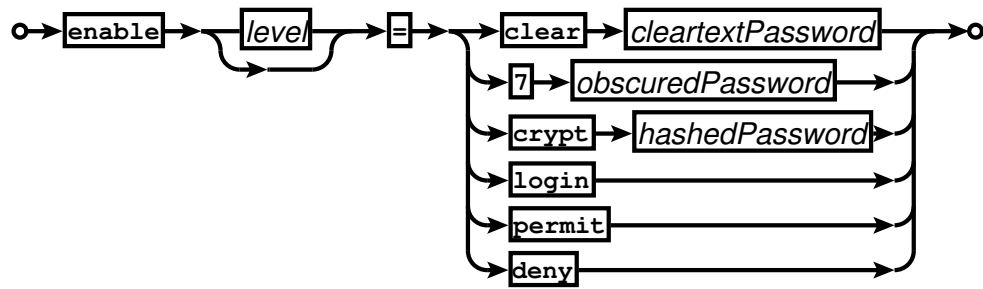 enable level = clear cleartextPassword
7 obscuredPassword
crypt hashedPassword
login
permit
deny